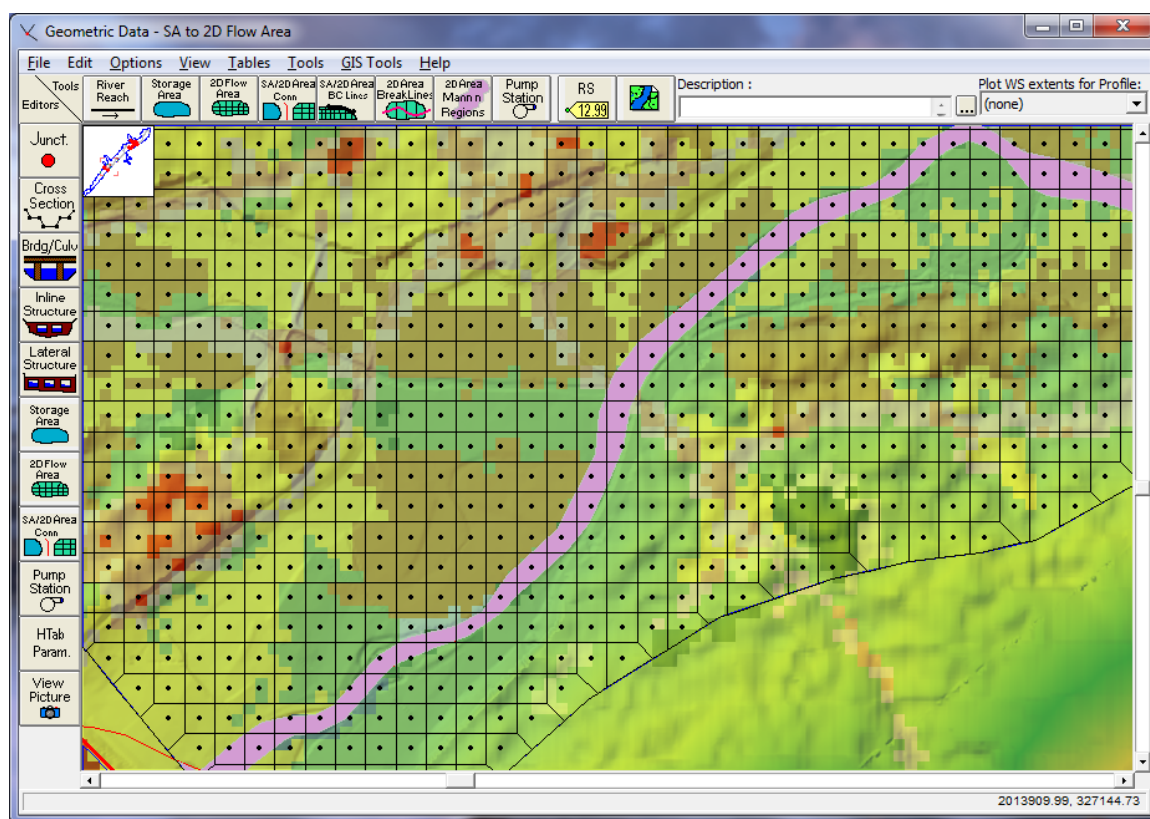 Geometric Data - SA to 2D Flow Area
File Edit Options View Tables Tools GIS Tools Help
Tools
Editors
River
Reach
Storage
Area
2D Flow
Area
SA/2D Area
Conn
SA/2D Area
BC Lines
2D Area
BreakLines
2D Area
Mann n
Regions
Pump
Station
RS
12.99
Description :
...
Plot WS extents for Profile:
(none)
Junct.
Cross
Section
Brdg/Culv
Inline
Structure
Lateral
Structure
Storage
Area
2D Flow
Area
SA/2D Area
Conn
Pump
Station
HTab
Param.
View
Picture
2013909.99, 327144.73